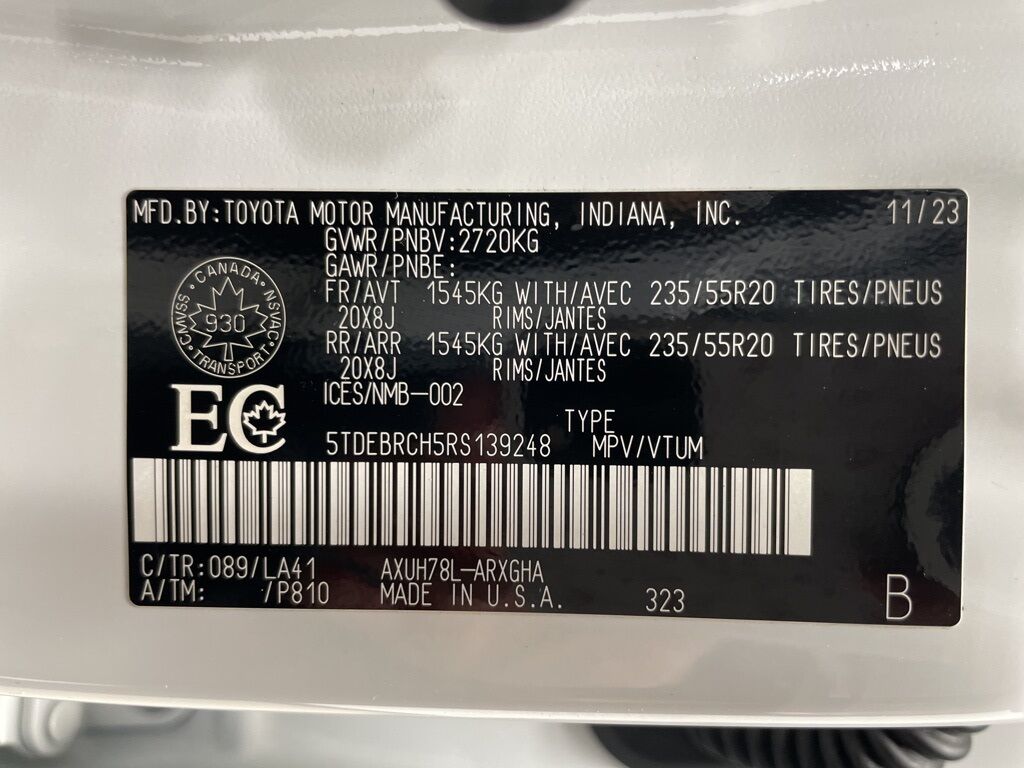 MFD.BY:TOYOTA MOTOR MANUFACTURING, INDIANA, INC. 11/23
GVWR/PNBV:2720KG
GAWR/PNBE:
FR/AVT 1545KG WITH/AVEC 235/55R20 TIRES/PNEUS
20X8J RIMS/JANTES
RR/ARR 1545KG WITH/AVEC 235/55R20 TIRES/PNEUS
20X8J RIMS/JANTES
ICES/NMB-002
CANADA
CMVSS 930 NSVAC
TRANSPORT
EC
TYPE
5TDEBRCH5RS139248 MPV/VTUM
C/TR:089/LA41 AXUH78L-ARXGHA
A/TM: /P810 MADE IN U.S.A. 323 B